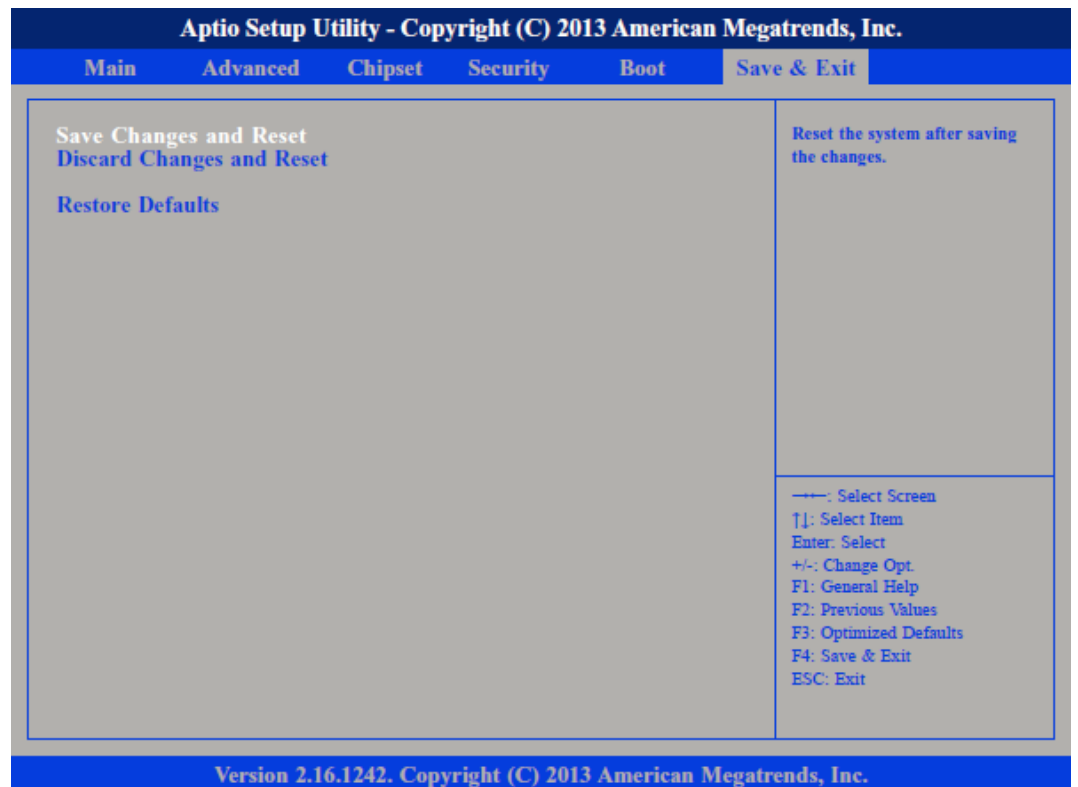 Aptio Setup Utility - Copyright (C) 2013 American Megatrends, Inc.
Main Advanced Chipset Security Boot Save & Exit
Save Changes and Reset
Discard Changes and Reset
Restore Defaults
Reset the system after saving
the changes.
→←: Select Screen
↑↓: Select Item
Enter: Select
+/-: Change Opt.
F1: General Help
F2: Previous Values
F3: Optimized Defaults
F4: Save & Exit
ESC: Exit
Version 2.16.1242. Copyright (C) 2013 American Megatrends, Inc.